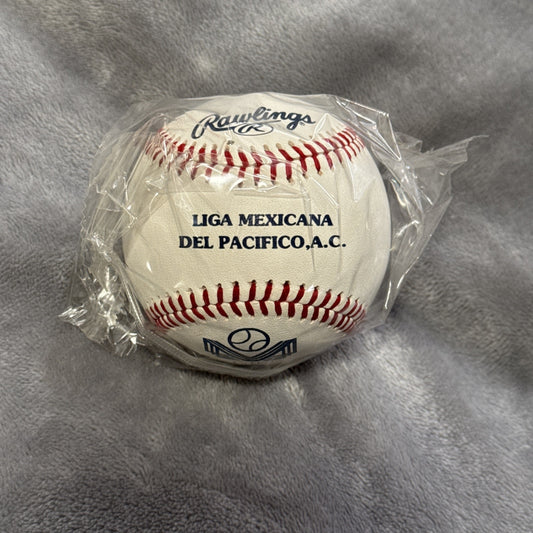 Rawlings
R
LIGA MEXICANA
DEL PACIFICO, A.C.